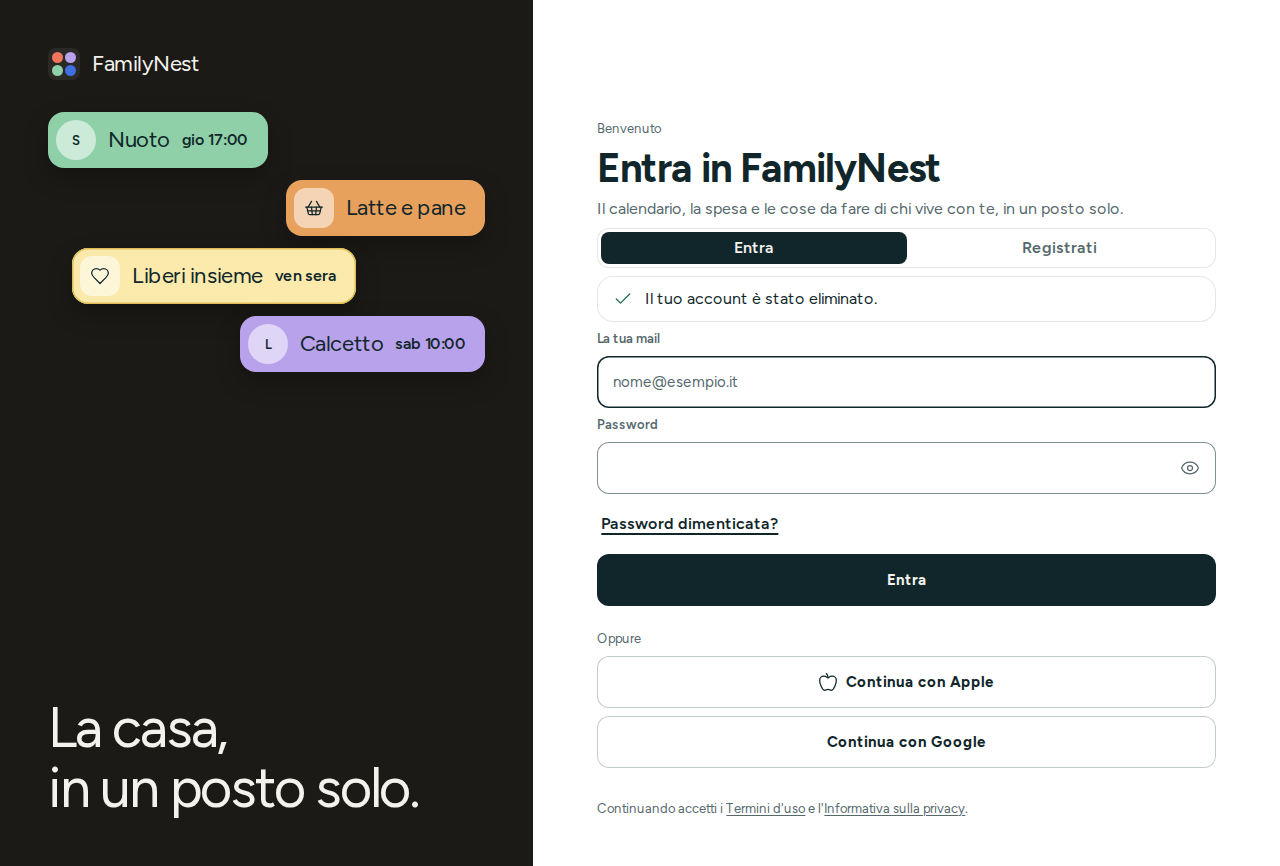 FamilyNest
S Nuoto gio 17:00
Latte e pane
Liberi insieme ven sera
L Calcetto sab 10:00
La casa,
in un posto solo.
Benvenuto
Entra in FamilyNest
Il calendario, la spesa e le cose da fare di chi vive con te, in un posto solo.
Entra Registrati
Il tuo account è stato eliminato.
La tua mail
nome@esempio.it
Password
Password dimenticata?
Entra
Oppure
Continua con Apple
Continua con Google
Continuando accetti i Termini d'uso e l'Informativa sulla privacy.